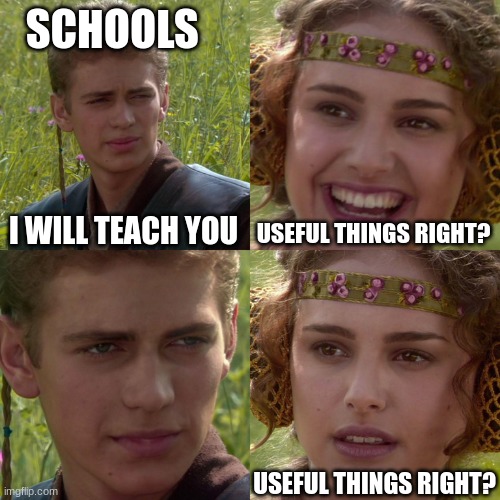 SCHOOLS
I WILL TEACH YOU
USEFUL THINGS RIGHT?
USEFUL THINGS RIGHT?
imgflip.com